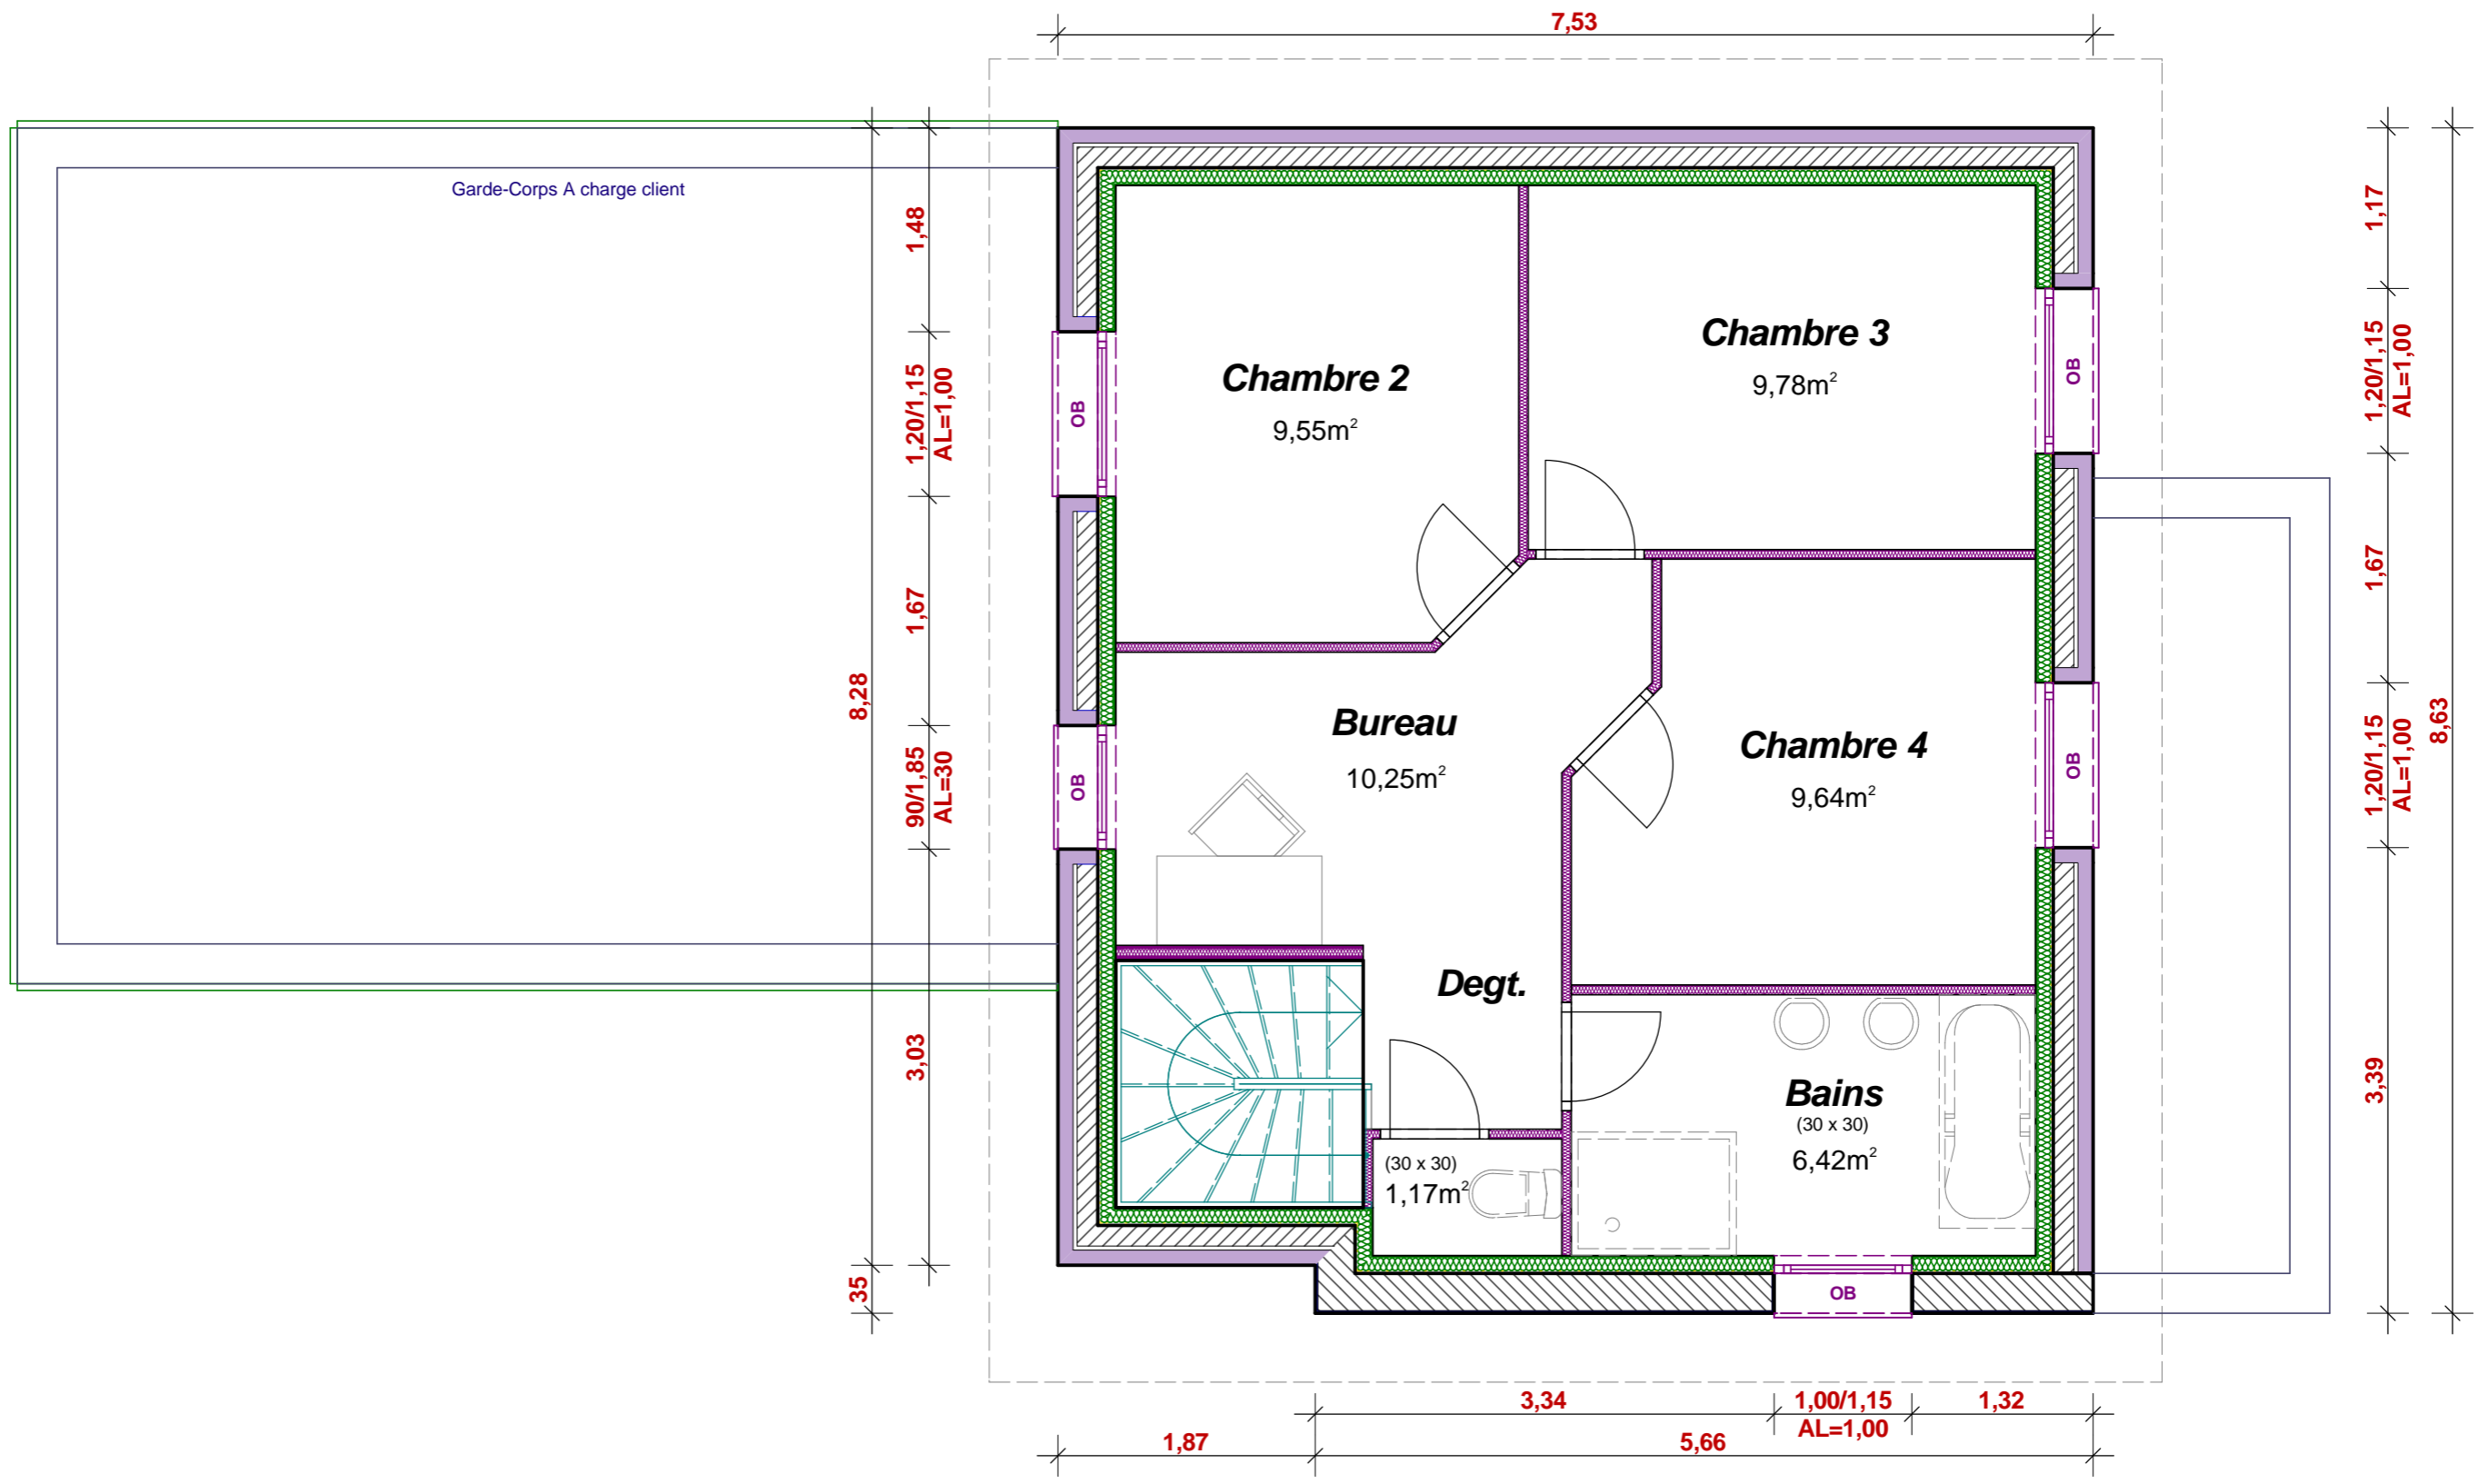 7,53
Garde-Corps A charge client
1,48
1,20/1,15
AL=1,00
1,67
90/1,85
AL=30
3,03
8,28
35
OB
OB
Chambre 2
9,55m²
Chambre 3
9,78m²
Bureau
10,25m²
Chambre 4
9,64m²
Degt.
Bains
(30 x 30)
6,42m²
(30 x 30)
1,17m²
OB
OB
OB
1,17
1,20/1,15
AL=1,00
1,67
1,20/1,15
AL=1,00
3,39
8,63
3,34
1,00/1,15
AL=1,00
1,32
1,87
5,66